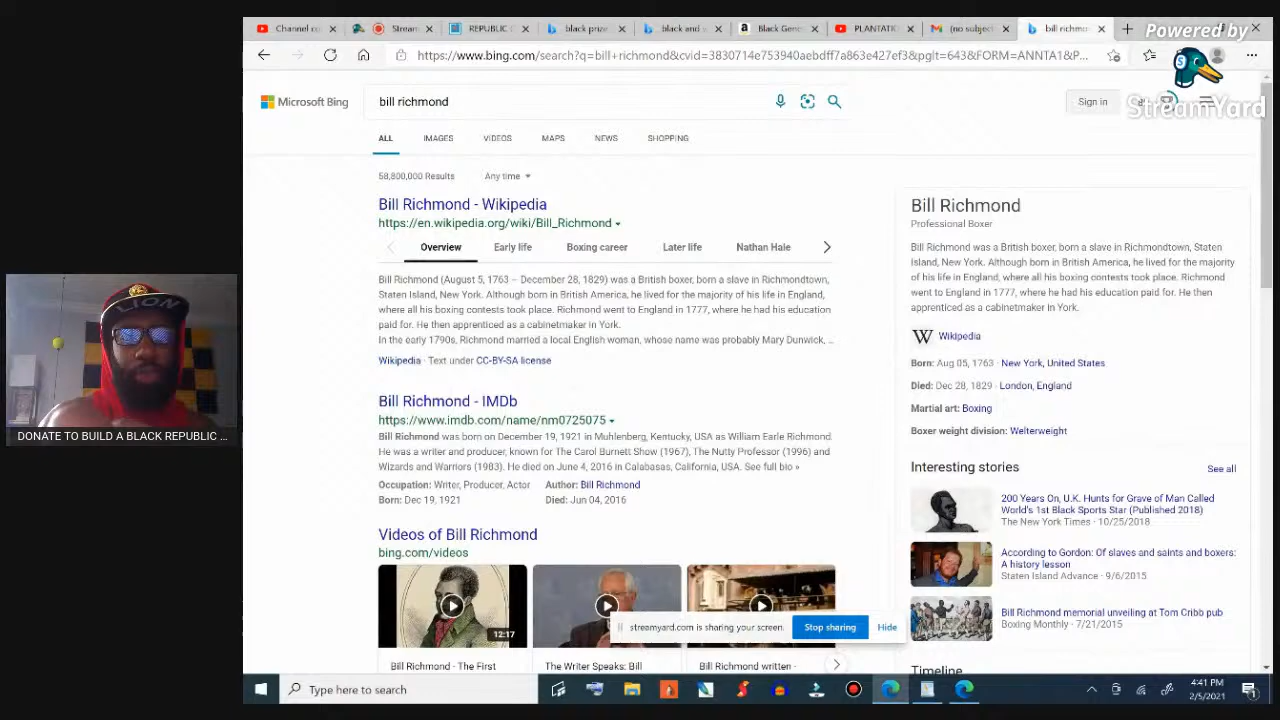 Channel co
Stream
REPUBLIC
black prize
black and s
Black Gen
PLANTATI
(no subject
bill richmo
Powered by
StreamYard
https://www.bing.com/search?q=bill+richmond&cvid=3830714e753940aebdff7a863e427ef3&pglt=643&FORM=ANNTA1&P...
Microsoft Bing
bill richmond
Sign in
ALL
IMAGES
VIDEOS
MAPS
NEWS
SHOPPING
58,800,000 Results
Any time
Bill Richmond - Wikipedia
https://en.wikipedia.org/wiki/Bill_Richmond
Overview
Early life
Boxing career
Later life
Nathan Hale
Bill Richmond (August 5, 1763 – December 28, 1829) was a British boxer, born a slave in Richmondtown,
Staten Island, New York. Although born in British America, he lived for the majority of his life in England,
where all his boxing contests took place. Richmond went to England in 1777, where he had his education
paid for. He then apprenticed as a cabinetmaker in York.
In the early 1790s, Richmond married a local English woman, whose name was probably Mary Dunwick, ...
Wikipedia · Text under CC-BY-SA license
Bill Richmond - IMDb
https://www.imdb.com/name/nm0725075
Bill Richmond was born on December 19, 1921 in Muhlenberg, Kentucky, USA as William Earle Richmond.
He was a writer and producer, known for The Carol Burnett Show (1967), The Nutty Professor (1996) and
Wizards and Warriors (1983). He died on June 4, 2016 in Calabasas, California, USA. See full bio »
Occupation: Writer, Producer, Actor
Author: Bill Richmond
Born: Dec 19, 1921
Died: Jun 04, 2016
Videos of Bill Richmond
bing.com/videos
12:17
Bill Richmond - The First
The Writer Speaks: Bill
Bill Richmond written -
streamyard.com is sharing your screen.
Stop sharing
Hide
Bill Richmond
Professional Boxer
Bill Richmond was a British boxer, born a slave in Richmondtown, Staten
Island, New York. Although born in British America, he lived for the majority
of his life in England, where all his boxing contests took place. Richmond
went to England in 1777, where he had his education paid for. He then
apprenticed as a cabinetmaker in York.
Wikipedia
Born: Aug 05, 1763 · New York, United States
Died: Dec 28, 1829 · London, England
Martial art: Boxing
Boxer weight division: Welterweight
Interesting stories
See all
200 Years On, U.K. Hunts for Grave of Man Called
World's 1st Black Sports Star (Published 2018)
The New York Times · 10/25/2018
According to Gordon: Of slaves and saints and boxers:
A history lesson
Staten Island Advance · 9/6/2015
Bill Richmond memorial unveiling at Tom Cribb pub
Boxing Monthly · 7/21/2015
Timeline
LION
DONATE TO BUILD A BLACK REPUBLIC ...
Type here to search
4:41 PM
2/5/2021